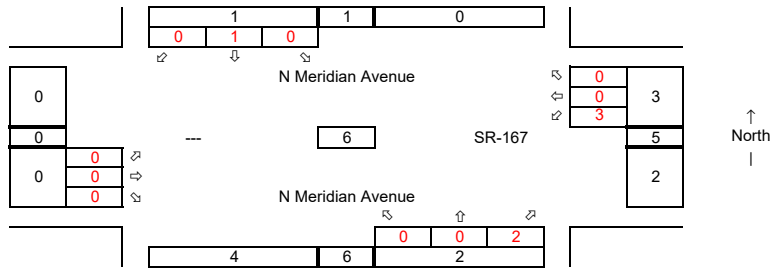 1 1 0
0 1 0
⬃ ⇩ ⬂
N Meridian Avenue
⬁ 0
0 ⇦ 0 3
⬃ 3
↑
0 --- 6 SR-167 5 North
|
0 ⬀
0 0 ⇨ 2
0 ⬂
N Meridian Avenue
⬁ ⇧ ⬀
0 0 2
4 6 2